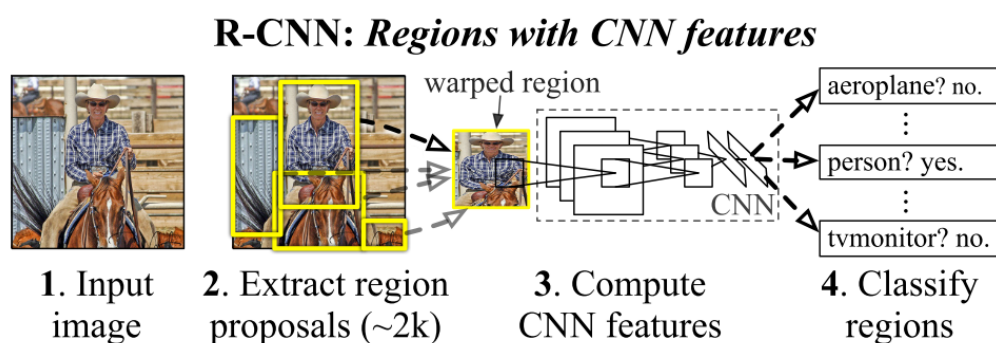 R-CNN: Regions with CNN features
warped region
aeroplane? no.
⋮
person? yes.
⋮
tvmonitor? no.
CNN
1. Input
image
2. Extract region
proposals (~2k)
3. Compute
CNN features
4. Classify
regions